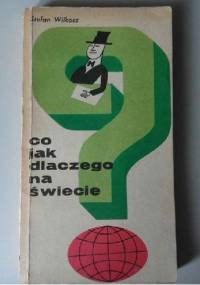 Stefan Wilkosz
co
jak
dlaczego
na
świecie